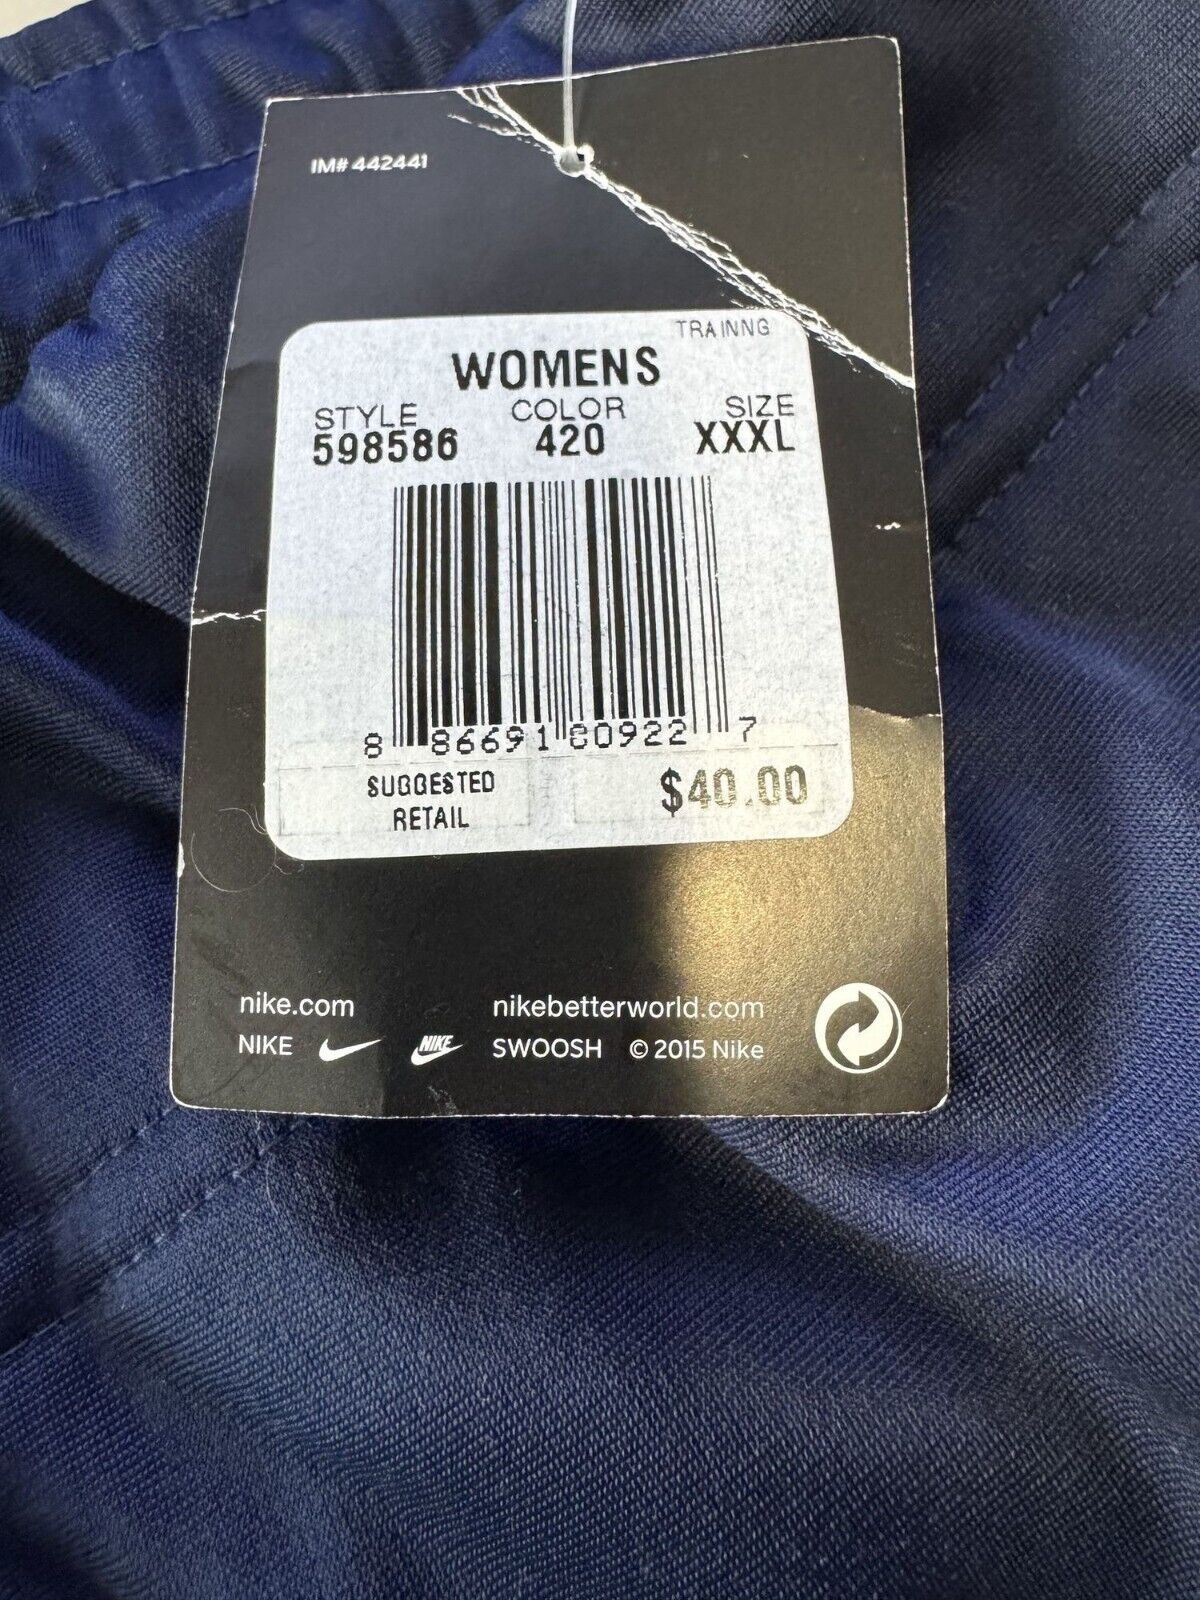 IM# 442441
TRAINNG
WOMENS
STYLE COLOR SIZE
598586 420 XXXL
8 86691 80922 7
SUGGESTED RETAIL $40.00
nike.com nikebetterworld.com
NIKE NIKE SWOOSH © 2015 Nike